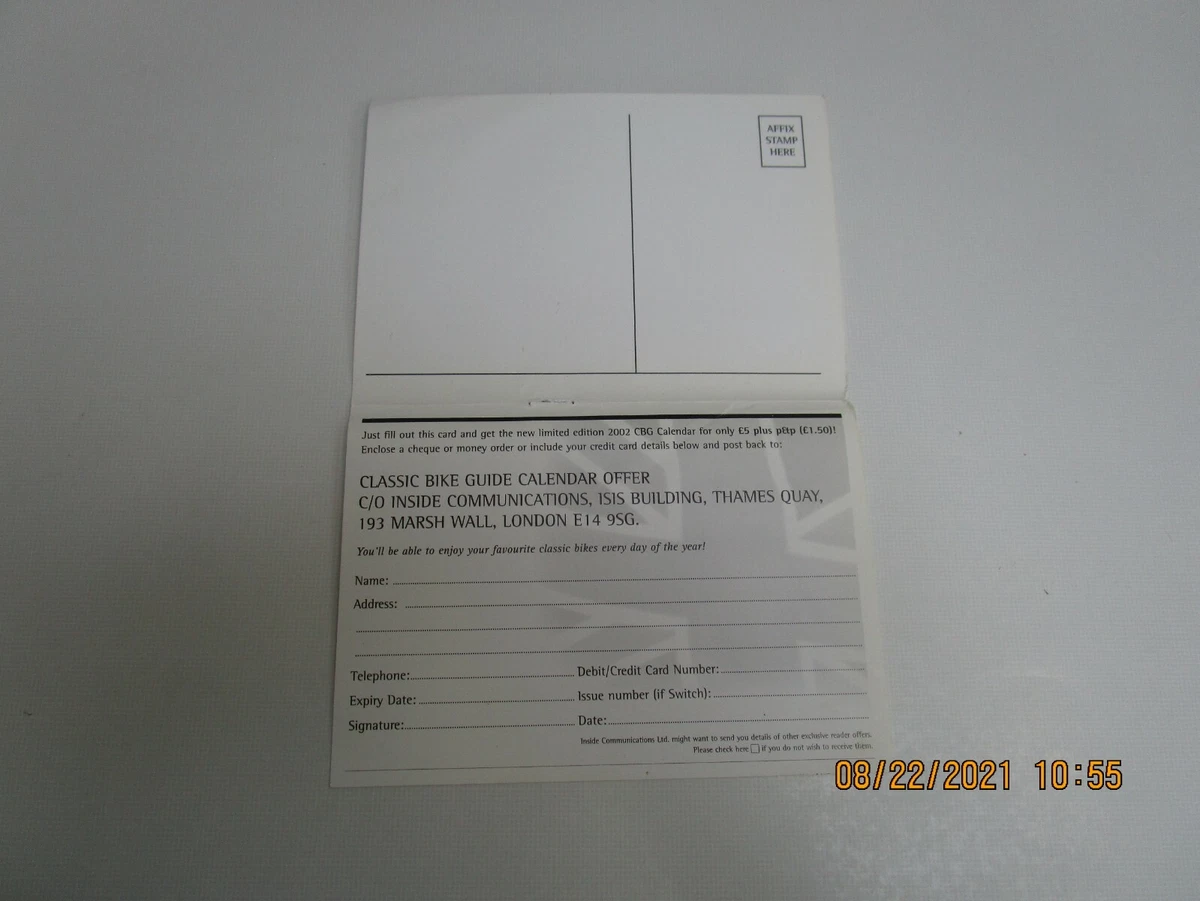 AFFIX
STAMP
HERE
Just fill out this card and get the new limited edition 2002 CBG Calendar for only £5 plus p&tp (£1.50)!
Enclose a cheque or money order or include your credit card details below and post back to:
CLASSIC BIKE GUIDE CALENDAR OFFER
C/O INSIDE COMMUNICATIONS, ISIS BUILDING, THAMES QUAY,
193 MARSH WALL, LONDON E14 9SG.
You'll be able to enjoy your favourite classic bikes every day of the year!
Name:
Address:
Telephone: Debit/Credit Card Number:
Expiry Date: Issue number (if Switch):
Signature: Date:
Inside Communications Ltd. might want to send you details of other exclusive reader offers.
Please check here if you do not wish to receive them.
08/22/2021 10:55